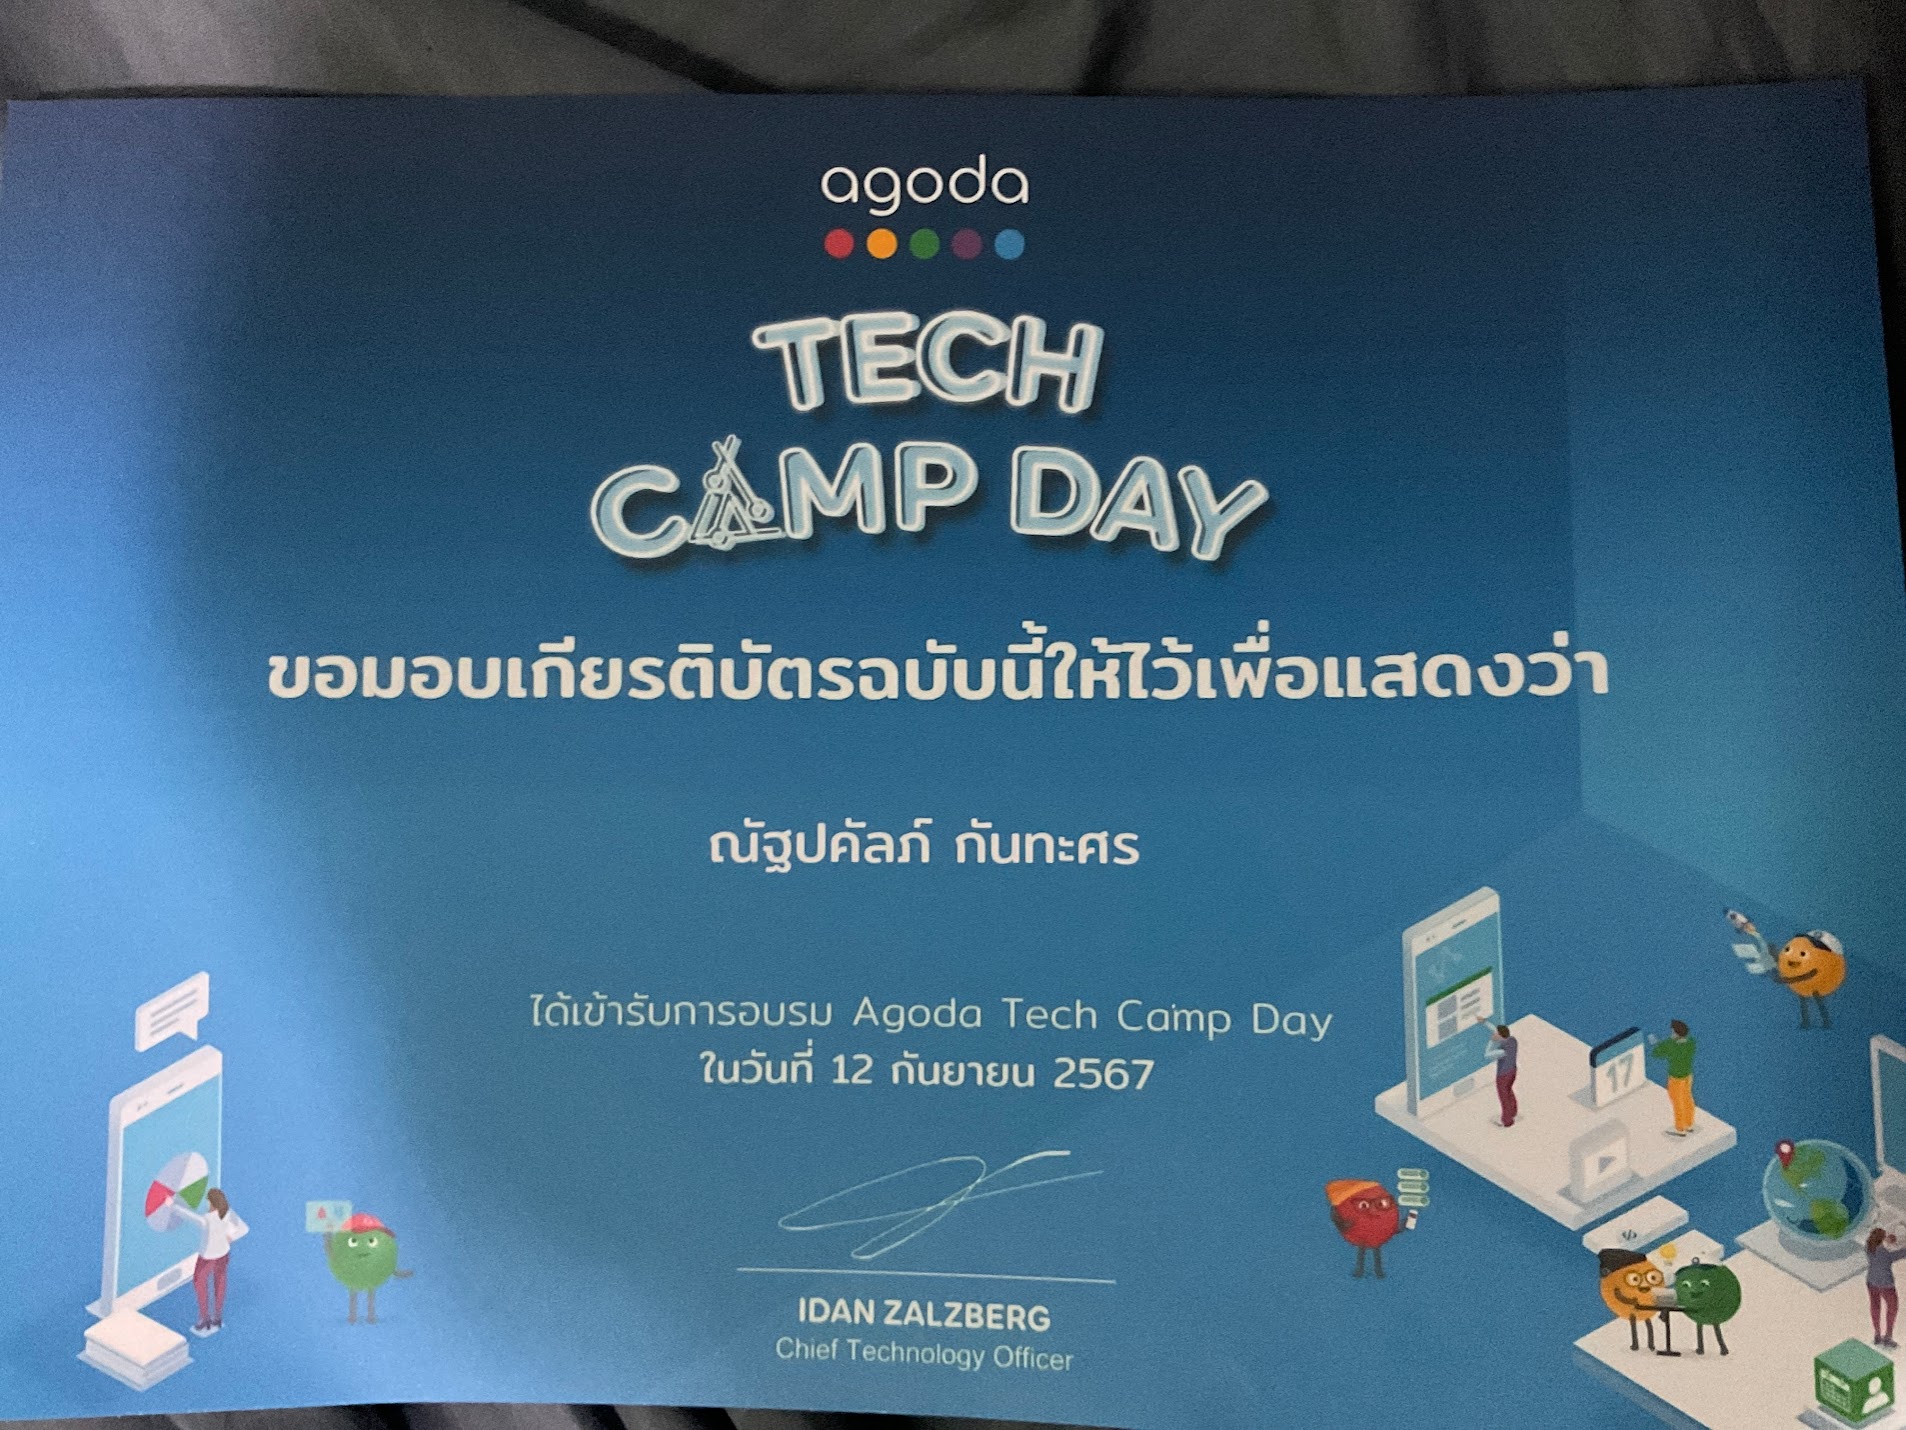 agoda
TECH
CAMP DAY
ขอมอบเกียรติบัตรฉบับนี้ให้ไว้เพื่อแสดงว่า
ณัฐปคัลภ์ กันทะศร
ได้เข้ารับการอบรม Agoda Tech Camp Day
ในวันที่ 12 กันยายน 2567
17
</>
IDAN ZALZBERG
Chief Technology Officer